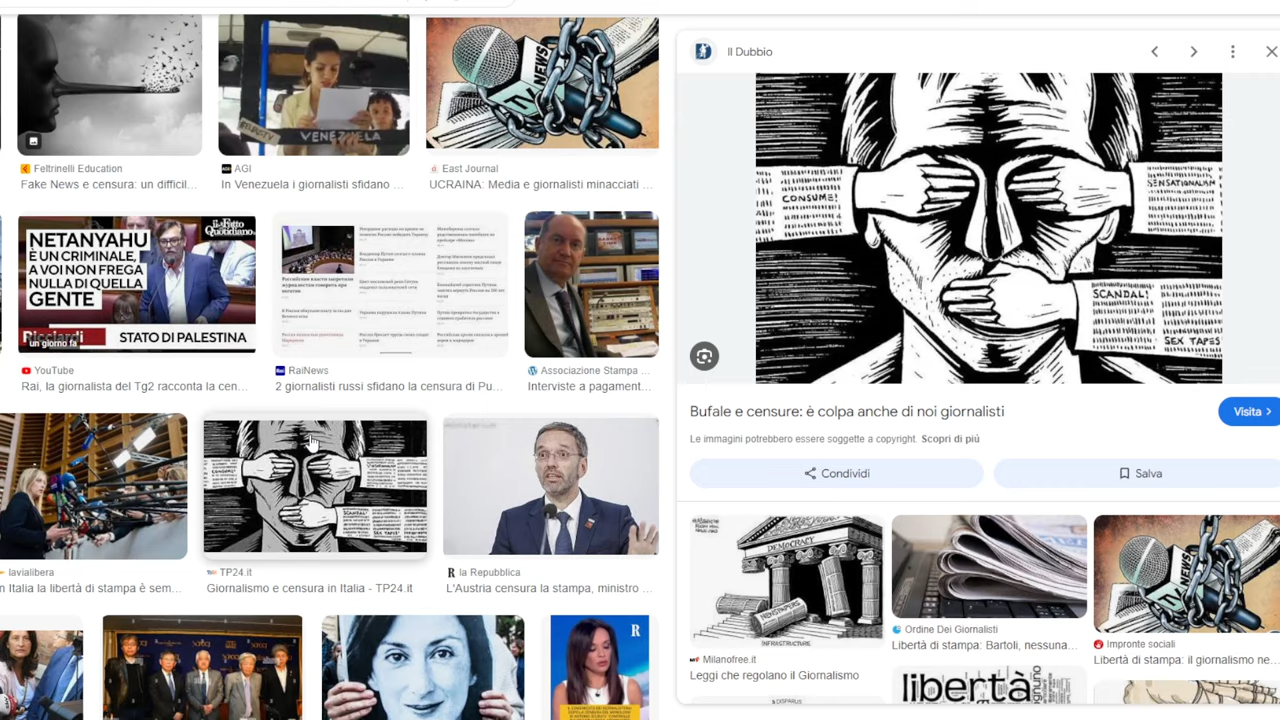 VENEZUELA
NEWS
Feltrinelli Education
Fake News e censura: un difficil...
AGI
In Venezuela i giornalisti sfidano ...
East Journal
UCRAINA: Media e giornalisti minacciati ...
NETANYAHU
È UN CRIMINALE,
A VOI NON FREGA
NULLA DI QUELLA
GENTE
il Fatto
Quotidiano
Ricciardi
un giorno fa
STO DI PALESTINA
YouTube
Rai, la giornalista del Tg2 racconta la cen...
Rai
RaiNews
2 giornalisti russi sfidano la censura di Pu...
Associazione Stampa ...
Interviste a pagament...
lavialibera
n Italia la libertà di stampa è sem...
TP24.it
Giornalismo e censura in Italia - TP24.it
R la Repubblica
L'Austria censura la stampa, ministro ...
R
Il Dubbio
CONSUME!
SENSATIONALISM
SCANDAL!
SEX TAPES
Bufale e censure: è colpa anche di noi giornalisti
Visita
Le immagini potrebbero essere soggette a copyright. Scopri di più
Condividi
Salva
DEMOCRACY
NEWSPAPERS
INFRASTRUCTURE
Milanofree.it
Leggi che regolano il Giornalismo
Ordine Dei Giornalisti
Libertà di stampa: Bartoli, nessuna...
NEWS
Impronte sociali
Libertà di stampa: il giornalismo ne...
libertà
ognuno